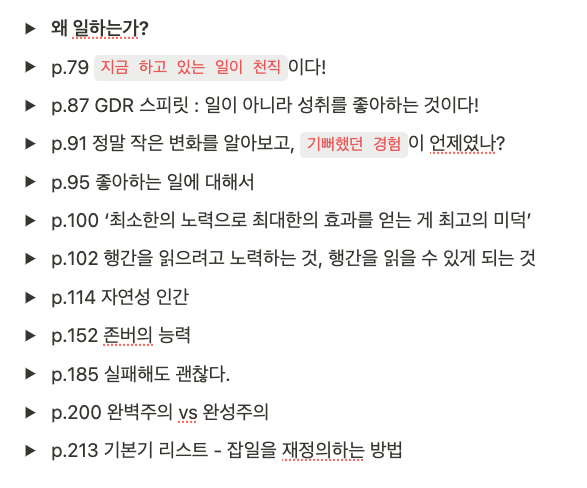 왜 일하는가?
p.79 지금 하고 있는 일이 천직이다!
p.87 GDR 스피릿 : 일이 아니라 성취를 좋아하는 것이다!
p.91 정말 작은 변화를 알아보고, 기뻐했던 경험이 언제였나?
p.95 좋아하는 일에 대해서
p.100 ‘최소한의 노력으로 최대한의 효과를 얻는 게 최고의 미덕’
p.102 행간을 읽으려고 노력하는 것, 행간을 읽을 수 있게 되는 것
p.114 자연성 인간
p.152 존버의 능력
p.185 실패해도 괜찮다.
p.200 완벽주의 vs 완성주의
p.213 기본기 리스트 - 잡일을 재정의하는 방법